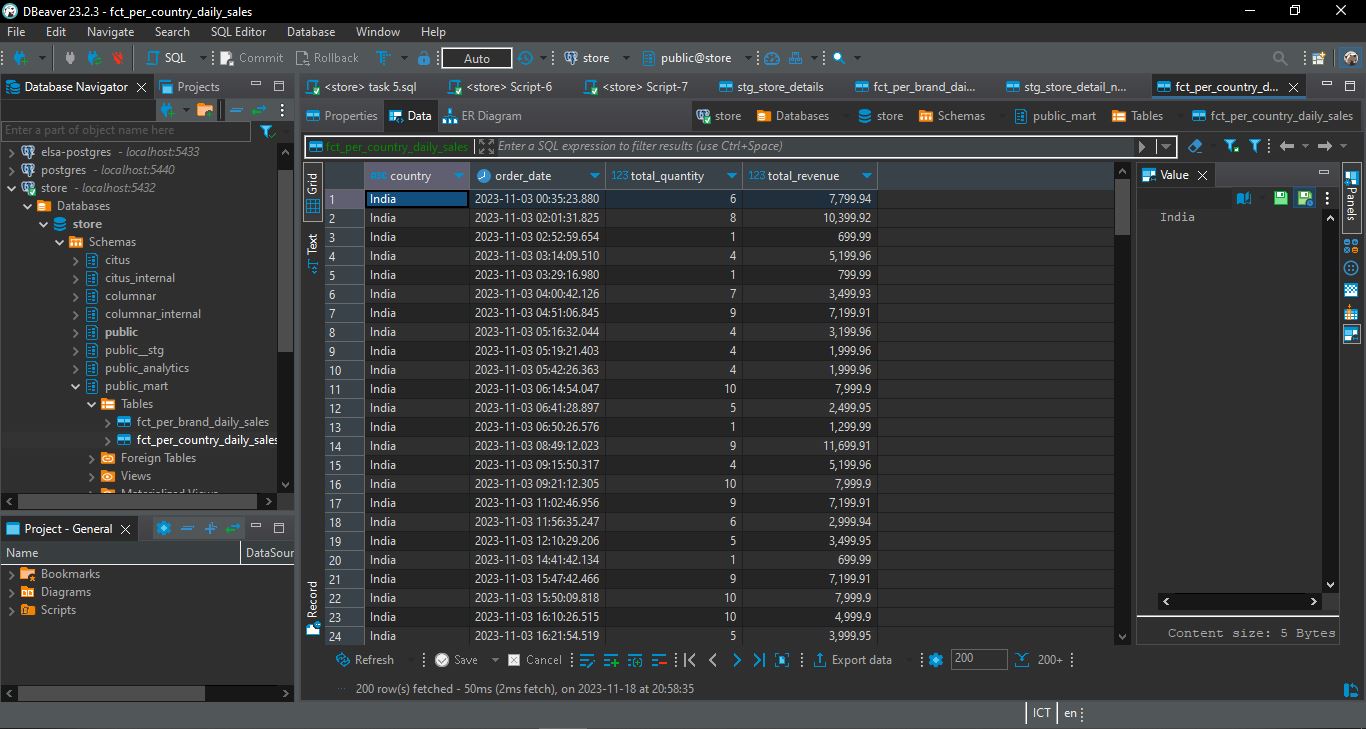 DBeaver 23.2.3 - fct_per_country_daily_sales
File Edit Navigate Search SQL Editor Database Window Help
SQL Commit Rollback Auto store public@store
Database Navigator Projects
<store> task 5.sql <store> Script-6 <store> Script-7 stg_store_details fct_per_brand_dai... stg_store_detail_n... fct_per_country_d...
Properties Data ER Diagram store Databases store Schemas public_mart Tables fct_per_country_daily_sales
Enter a part of object name here
fct_per_country_daily_sales Enter a SQL expression to filter results (use Ctrl+Space)
elsa-postgres - localhost:5433
postgres - localhost:5440
store - localhost:5432
Databases
store
Schemas
citus
citus_internal
columnar
columnar_internal
public
public__stg
public_analytics
public_mart
Tables
fct_per_brand_daily_sales
fct_per_country_daily_sales
Foreign Tables
Views
Materialized Views
Project - General
Name DataSour
Bookmarks
Diagrams
Scripts
Grid
Text
Record
country order_date 123 total_quantity 123 total_revenue
1 India 2023-11-03 00:35:23.880 6 7,799.94
2 India 2023-11-03 02:01:31.825 8 10,399.92
3 India 2023-11-03 02:52:59.654 1 699.99
4 India 2023-11-03 03:14:09.510 4 5,199.96
5 India 2023-11-03 03:29:16.980 1 799.99
6 India 2023-11-03 04:00:42.126 7 3,499.93
7 India 2023-11-03 04:51:06.845 9 7,199.91
8 India 2023-11-03 05:16:32.044 4 3,199.96
9 India 2023-11-03 05:19:21.403 4 1,999.96
10 India 2023-11-03 05:42:26.363 4 1,999.96
11 India 2023-11-03 06:14:54.047 10 7,999.9
12 India 2023-11-03 06:41:28.897 5 2,499.95
13 India 2023-11-03 06:50:26.576 1 1,299.99
14 India 2023-11-03 08:49:12.023 9 11,699.91
15 India 2023-11-03 09:15:50.317 4 5,199.96
16 India 2023-11-03 09:21:12.305 10 7,999.9
17 India 2023-11-03 11:02:46.956 9 7,199.91
18 India 2023-11-03 11:56:35.247 6 2,999.94
19 India 2023-11-03 12:10:29.206 5 3,499.95
20 India 2023-11-03 14:41:42.134 1 699.99
21 India 2023-11-03 15:47:42.466 9 7,199.91
22 India 2023-11-03 15:50:09.818 10 7,999.9
23 India 2023-11-03 16:10:26.515 10 4,999.9
24 India 2023-11-03 16:21:54.519 5 3,999.95
Value
India
Panels
Content size: 5 Bytes
Refresh Save Cancel Export data 200 200+
200 row(s) fetched - 50ms (2ms fetch), on 2023-11-18 at 20:58:35
ICT en